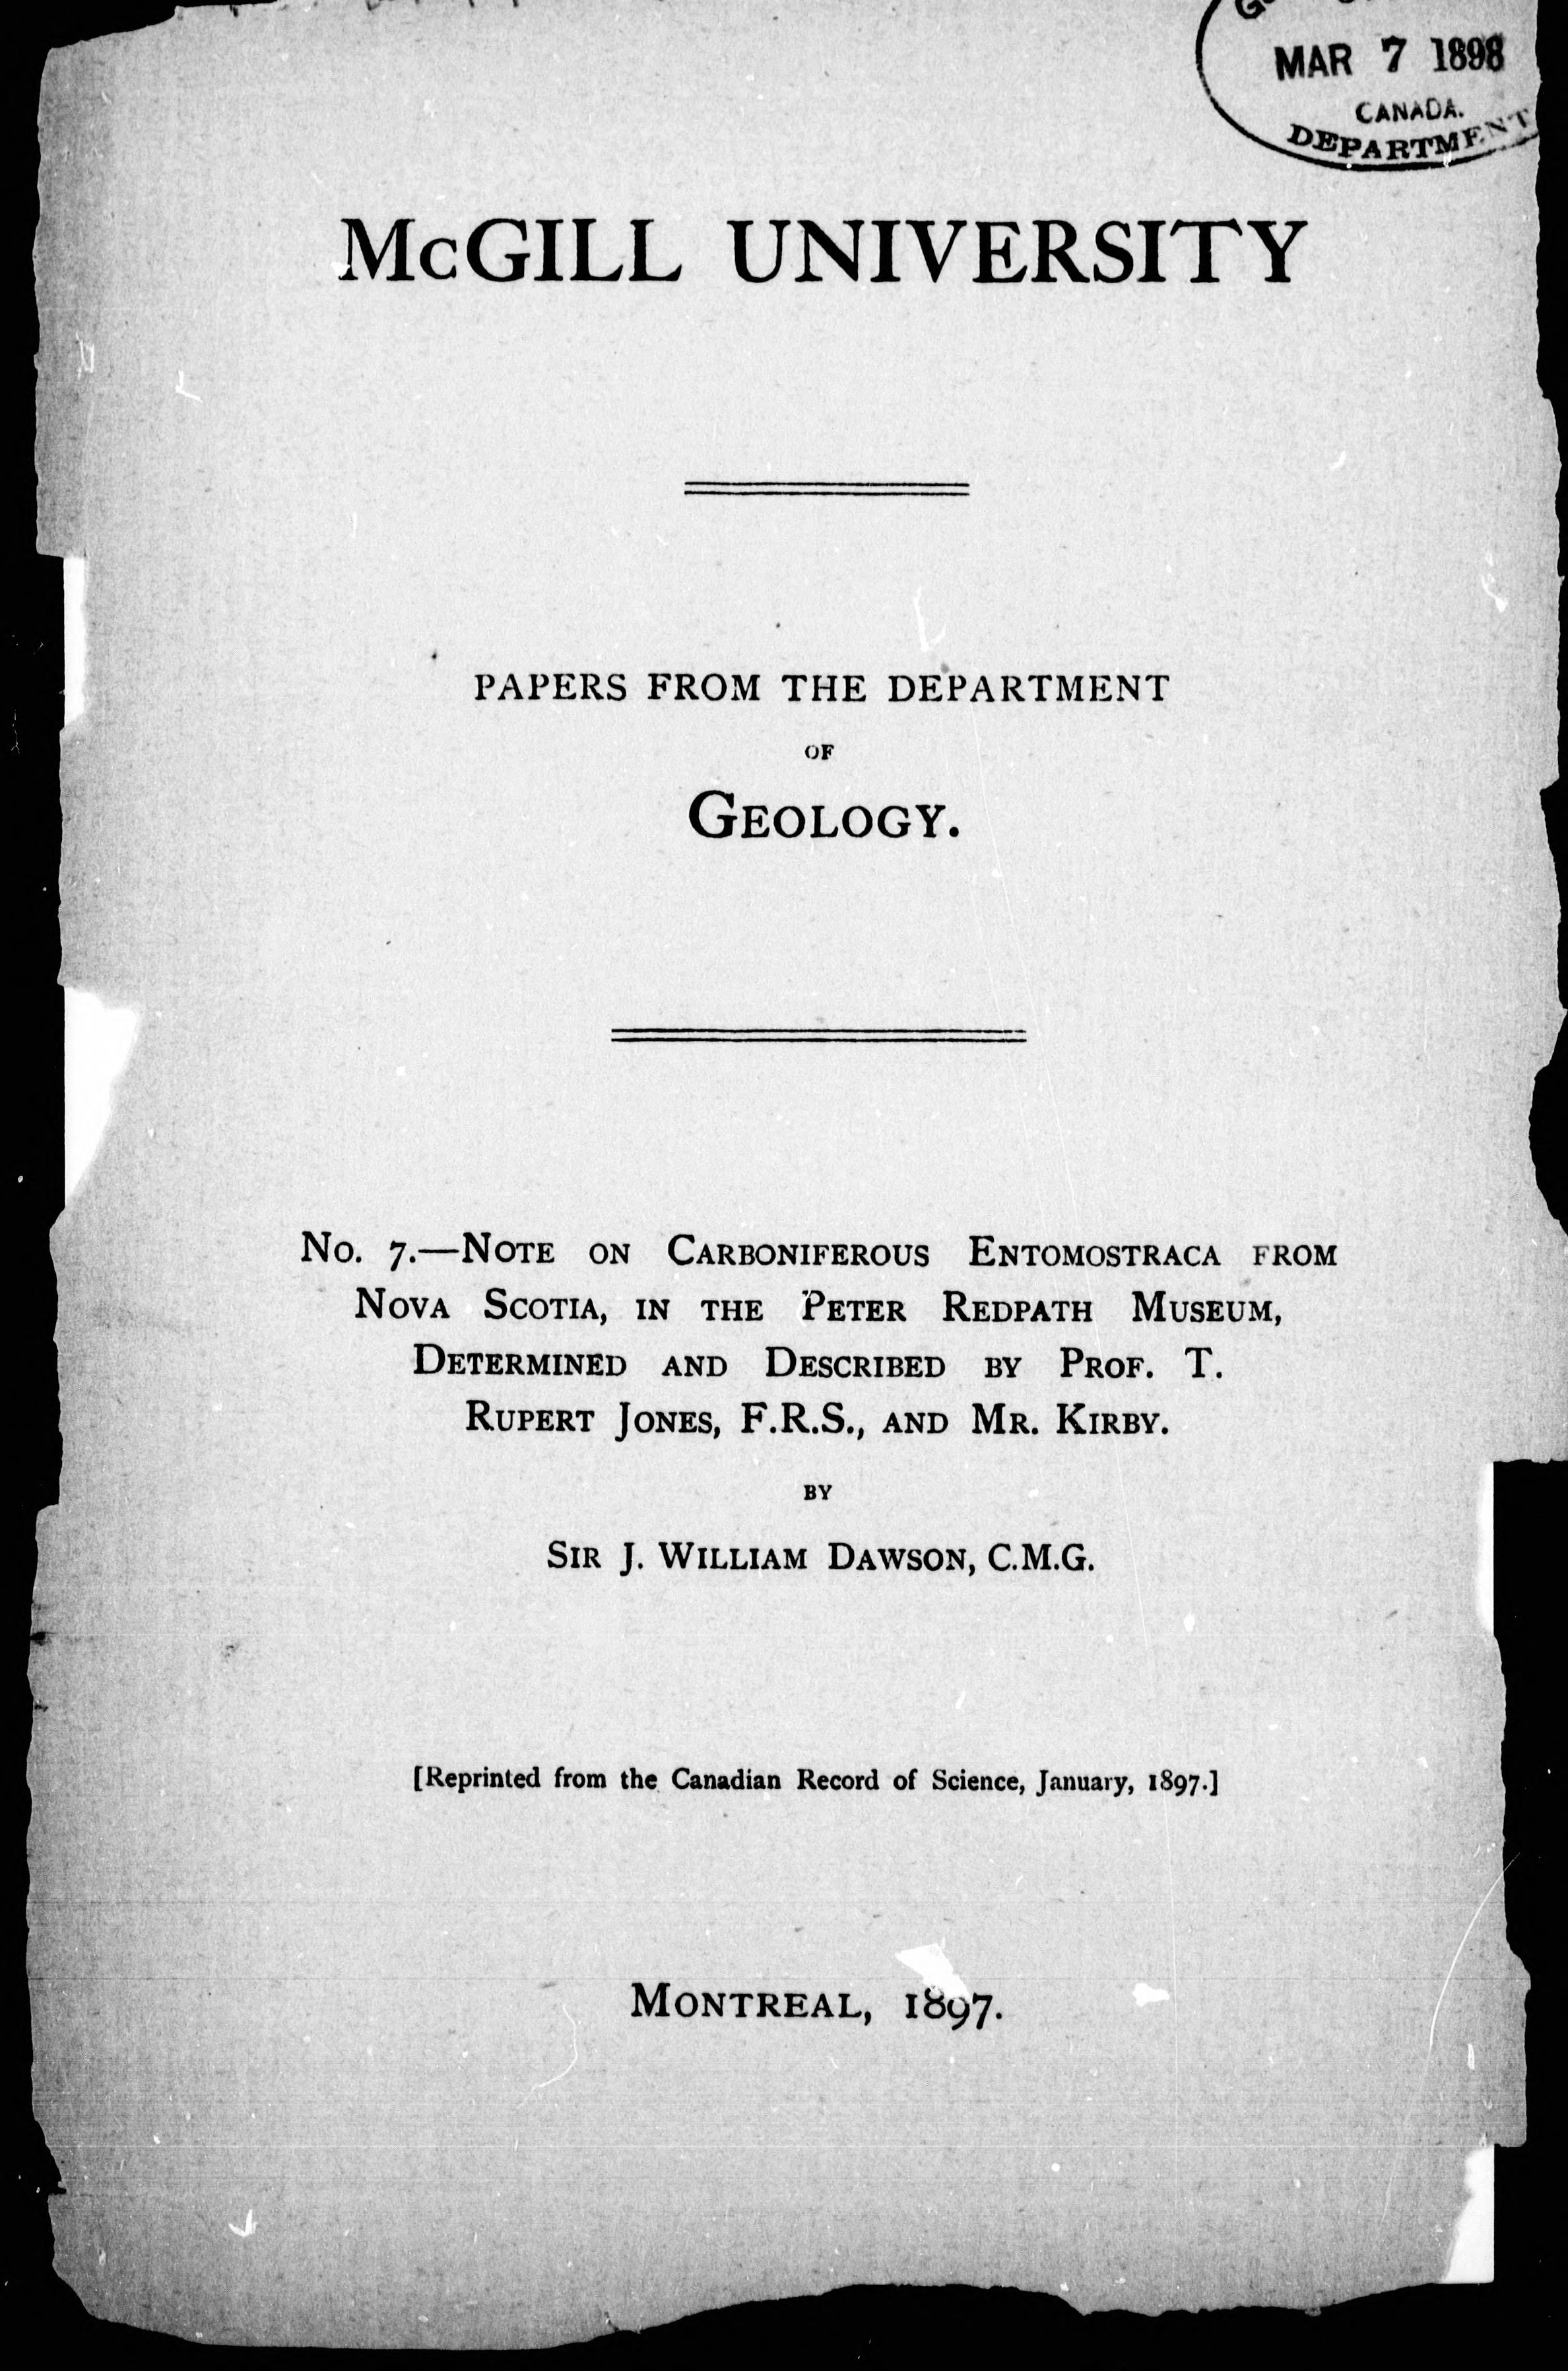 MAR 7 1898
CANADA.
DEPARTMENT
McGILL UNIVERSITY
PAPERS FROM THE DEPARTMENT
OF
GEOLOGY.
No. 7.—NOTE ON CARBONIFEROUS ENTOMOSTRACA FROM
NOVA SCOTIA, IN THE PETER REDPATH MUSEUM,
DETERMINED AND DESCRIBED BY PROF. T.
RUPERT JONES, F.R.S., AND MR. KIRBY.
BY
SIR J. WILLIAM DAWSON, C.M.G.
[Reprinted from the Canadian Record of Science, January, 1897.]
MONTREAL, 1897.